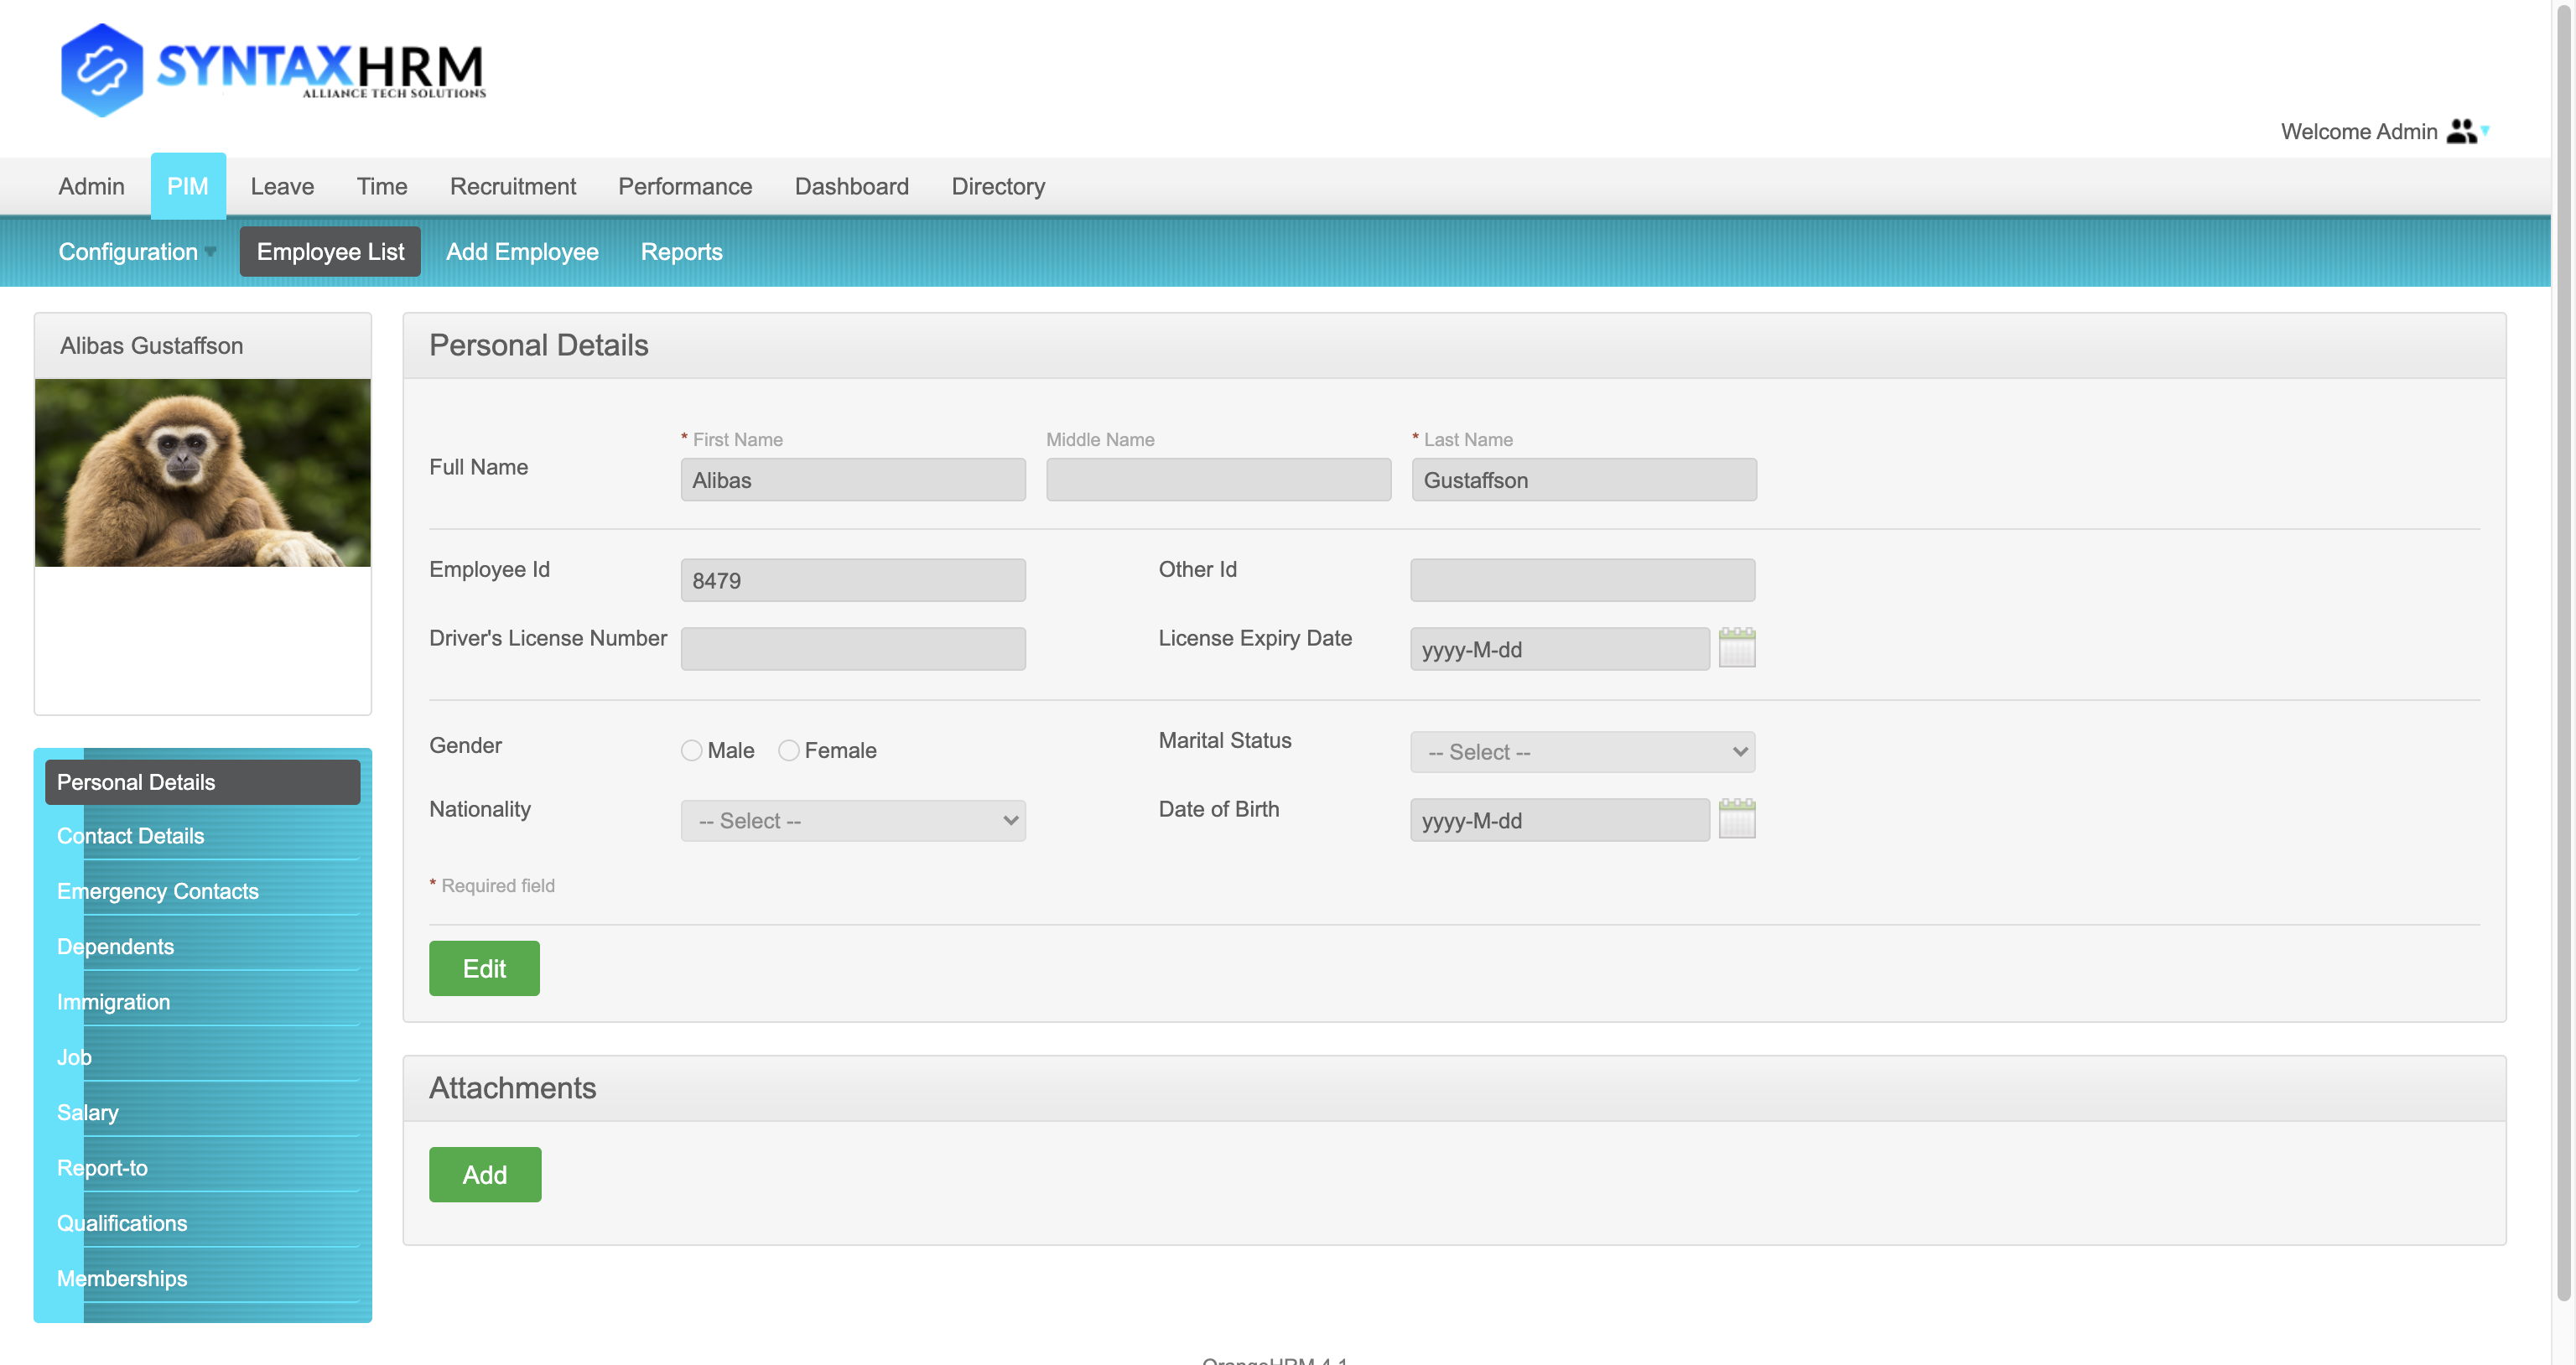 SYNTAXHRM
ALLIANCE TECH SOLUTIONS
Welcome Admin
Admin PIM Leave Time Recruitment Performance Dashboard Directory
Configuration Employee List Add Employee Reports
Alibas Gustaffson
Personal Details
Contact Details
Emergency Contacts
Dependents
Immigration
Job
Salary
Report-to
Qualifications
Memberships
Personal Details
* First Name Middle Name * Last Name
Full Name Alibas Gustaffson
Employee Id 8479 Other Id
Driver's License Number License Expiry Date yyyy-M-dd
Gender Male Female Marital Status -- Select --
Nationality -- Select -- Date of Birth yyyy-M-dd
* Required field
Edit
Attachments
Add
OrangeHRM 4.1